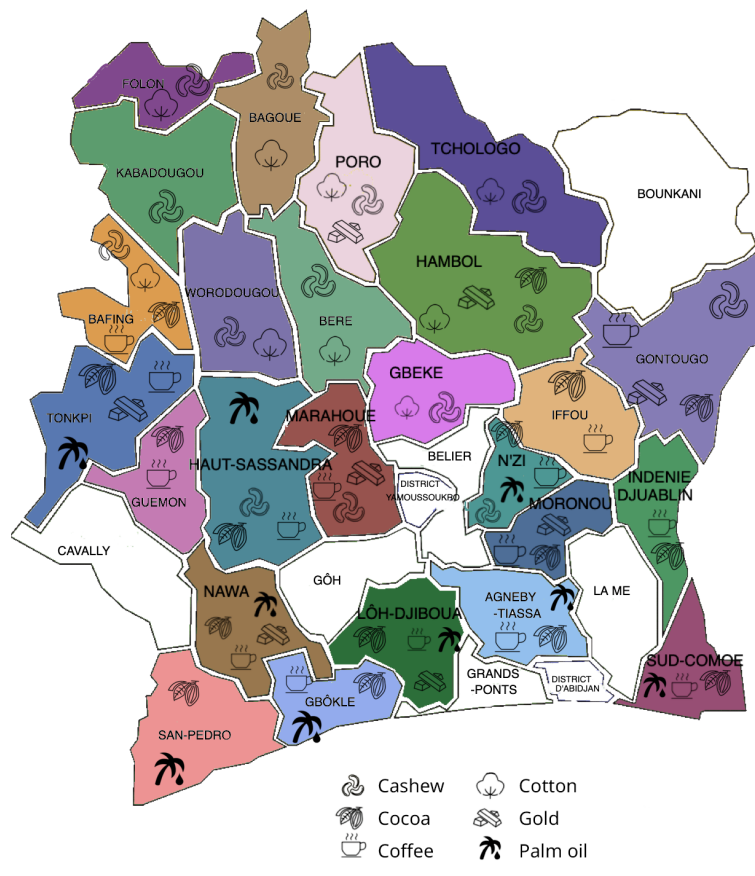 FOLON
BAGOUE
KABADOUGOU
PORO
TCHOLOGO
BOUNKANI
HAMBOL
WORODOUGOU
BAFING
BERE
GONTOUGO
GBEKE
TONKPI
MARAHOUE
IFFOU
BELIER
N'ZI
HAUT-SASSANDRA
INDENIE
DJUABLIN
GUEMON
DISTRICT
YAMOUSSOUKRO
MORONOU
CAVALLY
GÔH
NAWA
AGNEBY
-TIASSA
LA ME
LÔH-DJIBOUA
SUD-COMOE
GRANDS
-PONTS
DISTRICT
D'ABIDJAN
GBÔKLE
SAN-PEDRO
Cashew
Cotton
Cocoa
Gold
Coffee
Palm oil